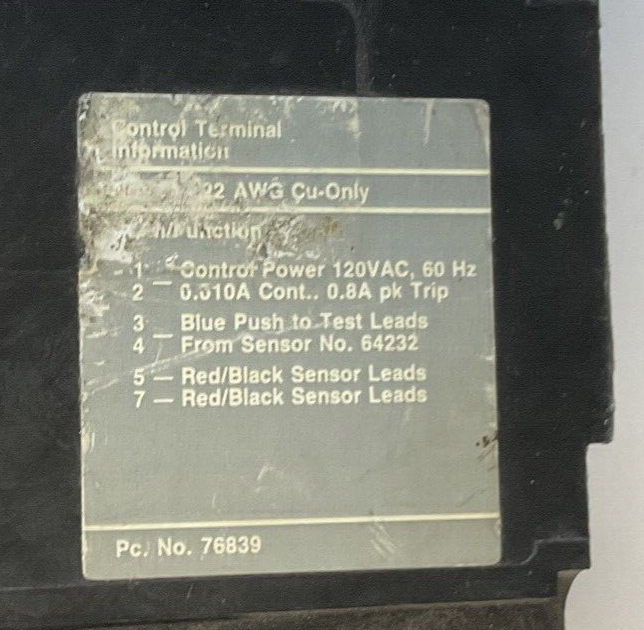 Control Terminal
Information
22 AWG Cu-Only
1 — Control Power 120VAC, 60 Hz
2 0.010A Cont.. 0.8A pk Trip
3 Blue Push to Test Leads
4 — From Sensor No. 64232
5 — Red/Black Sensor Leads
7 — Red/Black Sensor Leads
Pc. No. 76839